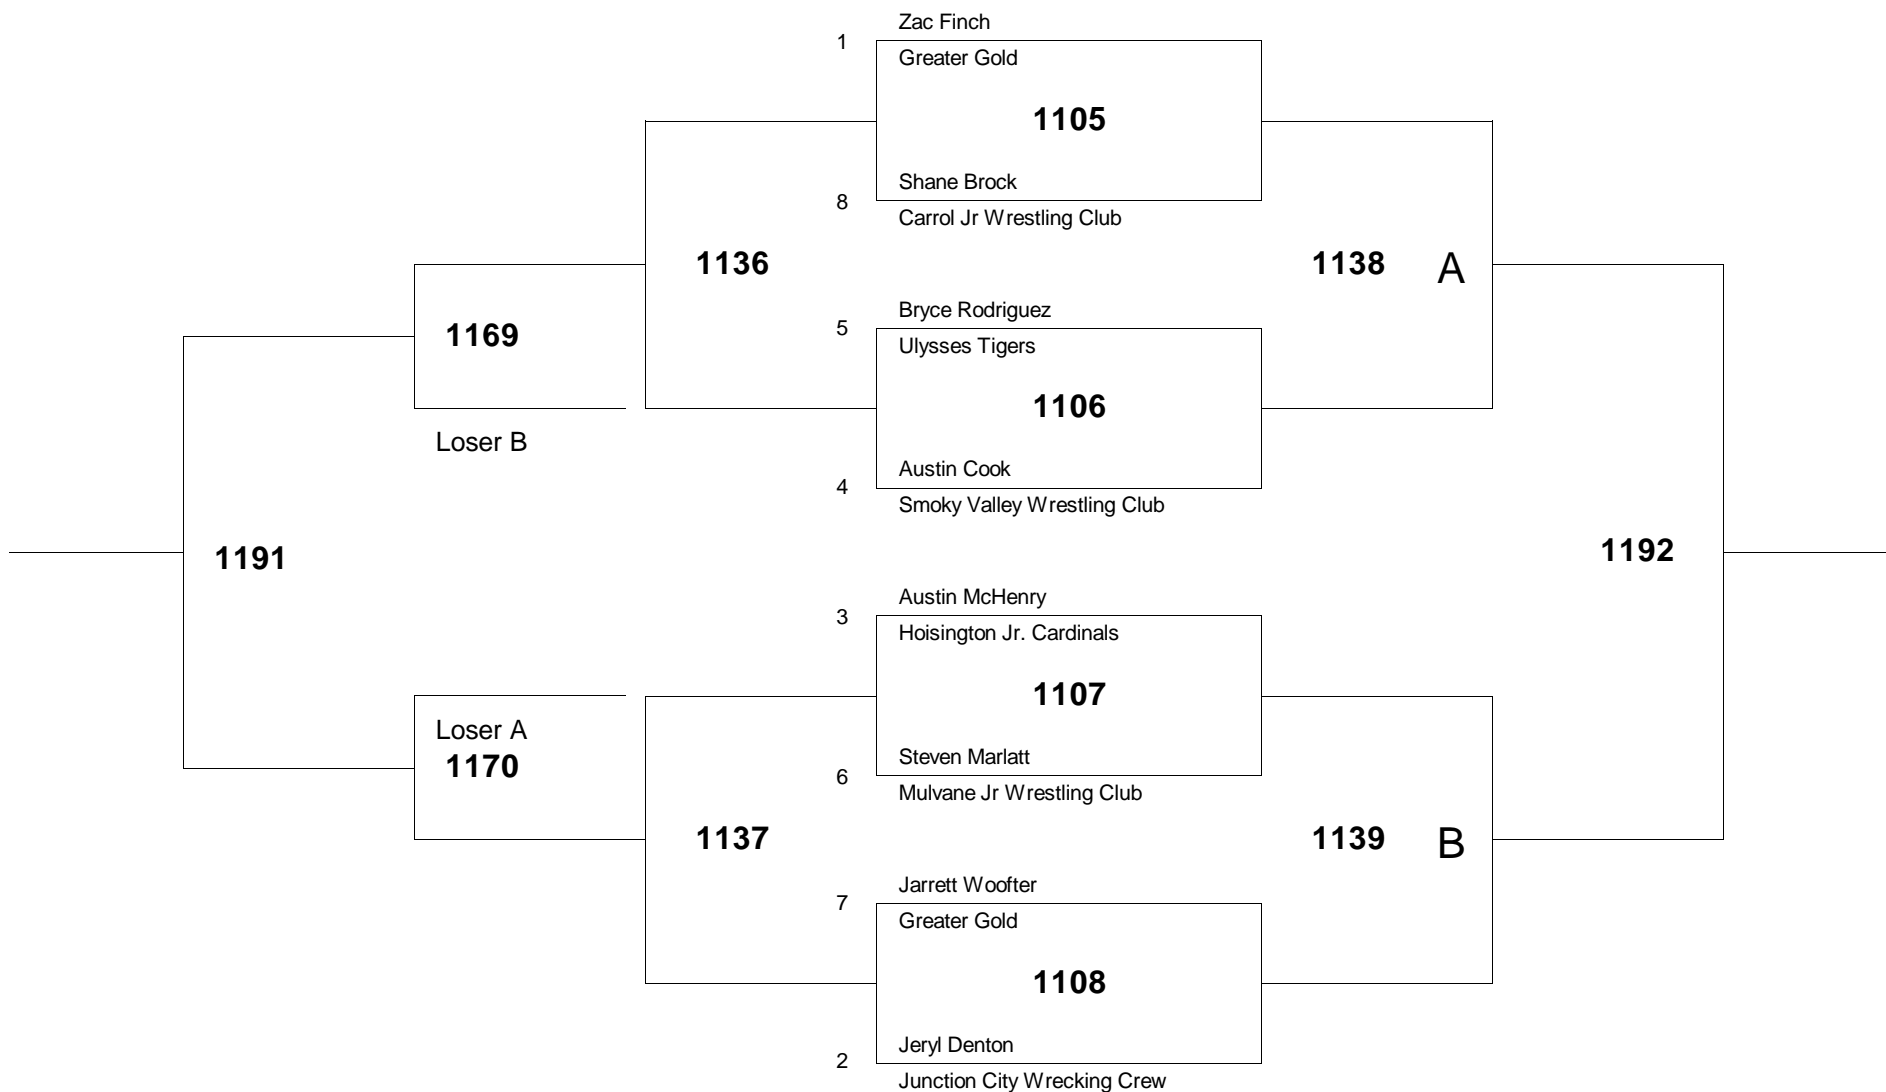 Zac Finch
1
Greater Gold
1105
Shane Brock
8
Carrol Jr Wrestling Club
1136
1138
A
Bryce Rodriguez
5
Ulysses Tigers
1169
1106
Loser B
Austin Cook
4
Smoky Valley Wrestling Club
1191
1192
Austin McHenry
3
Hoisington Jr. Cardinals
1107
Loser A
1170
Steven Marlatt
6
Mulvane Jr Wrestling Club
1137
1139
B
Jarrett Woofter
7
Greater Gold
1108
Jeryl Denton
2
Junction City Wrecking Crew